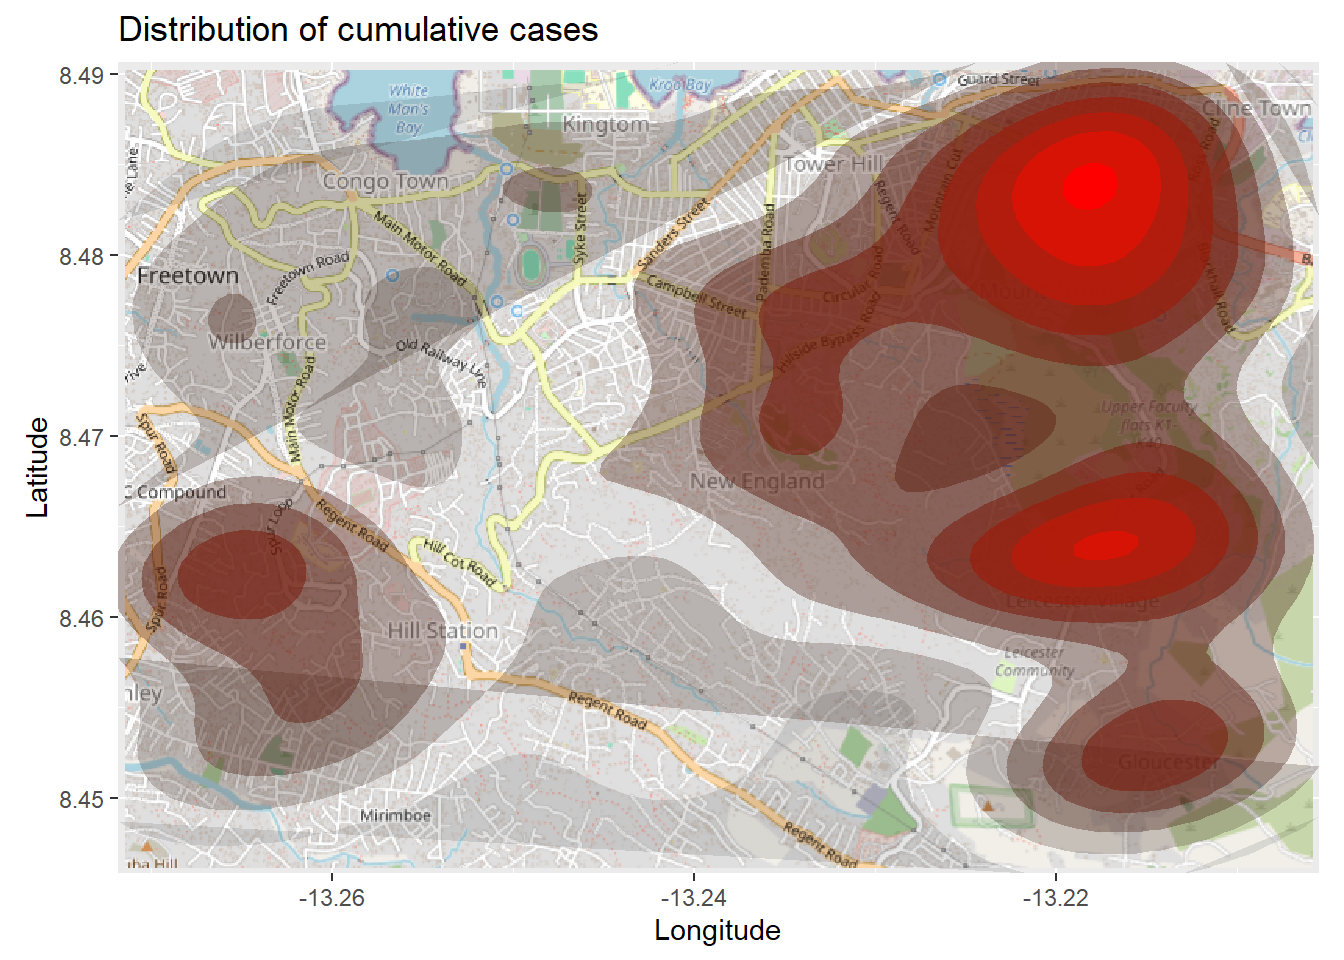 Distribution of cumulative cases
8.49
8.48
8.47
8.46
8.45
Latitude
-13.26
-13.24
-13.22
Longitude
White
Man's
Bay
Kroo Bay
Guard Street
Cline Town
Kingtom
Tower Hill
Congo Town
Main Motor Road
Syke Street
Sanders Street
Pademba Road
Regent Road
Mountain Cut
Freetown
Freetown Road
Campbell Street
Circular Road
Hillside Bypass Road
Wilberforce
Old Railway Line
Main Motor Road
Spur Road
Upper Faculty
flats K1-
New England
Compound
Spur Loop
Regent Road
Hill Cot Road
Spur Road
Hill Station
Leicester Village
Leicester
Community
Regent Road
Gloucester
Mirimboe
Regent Road